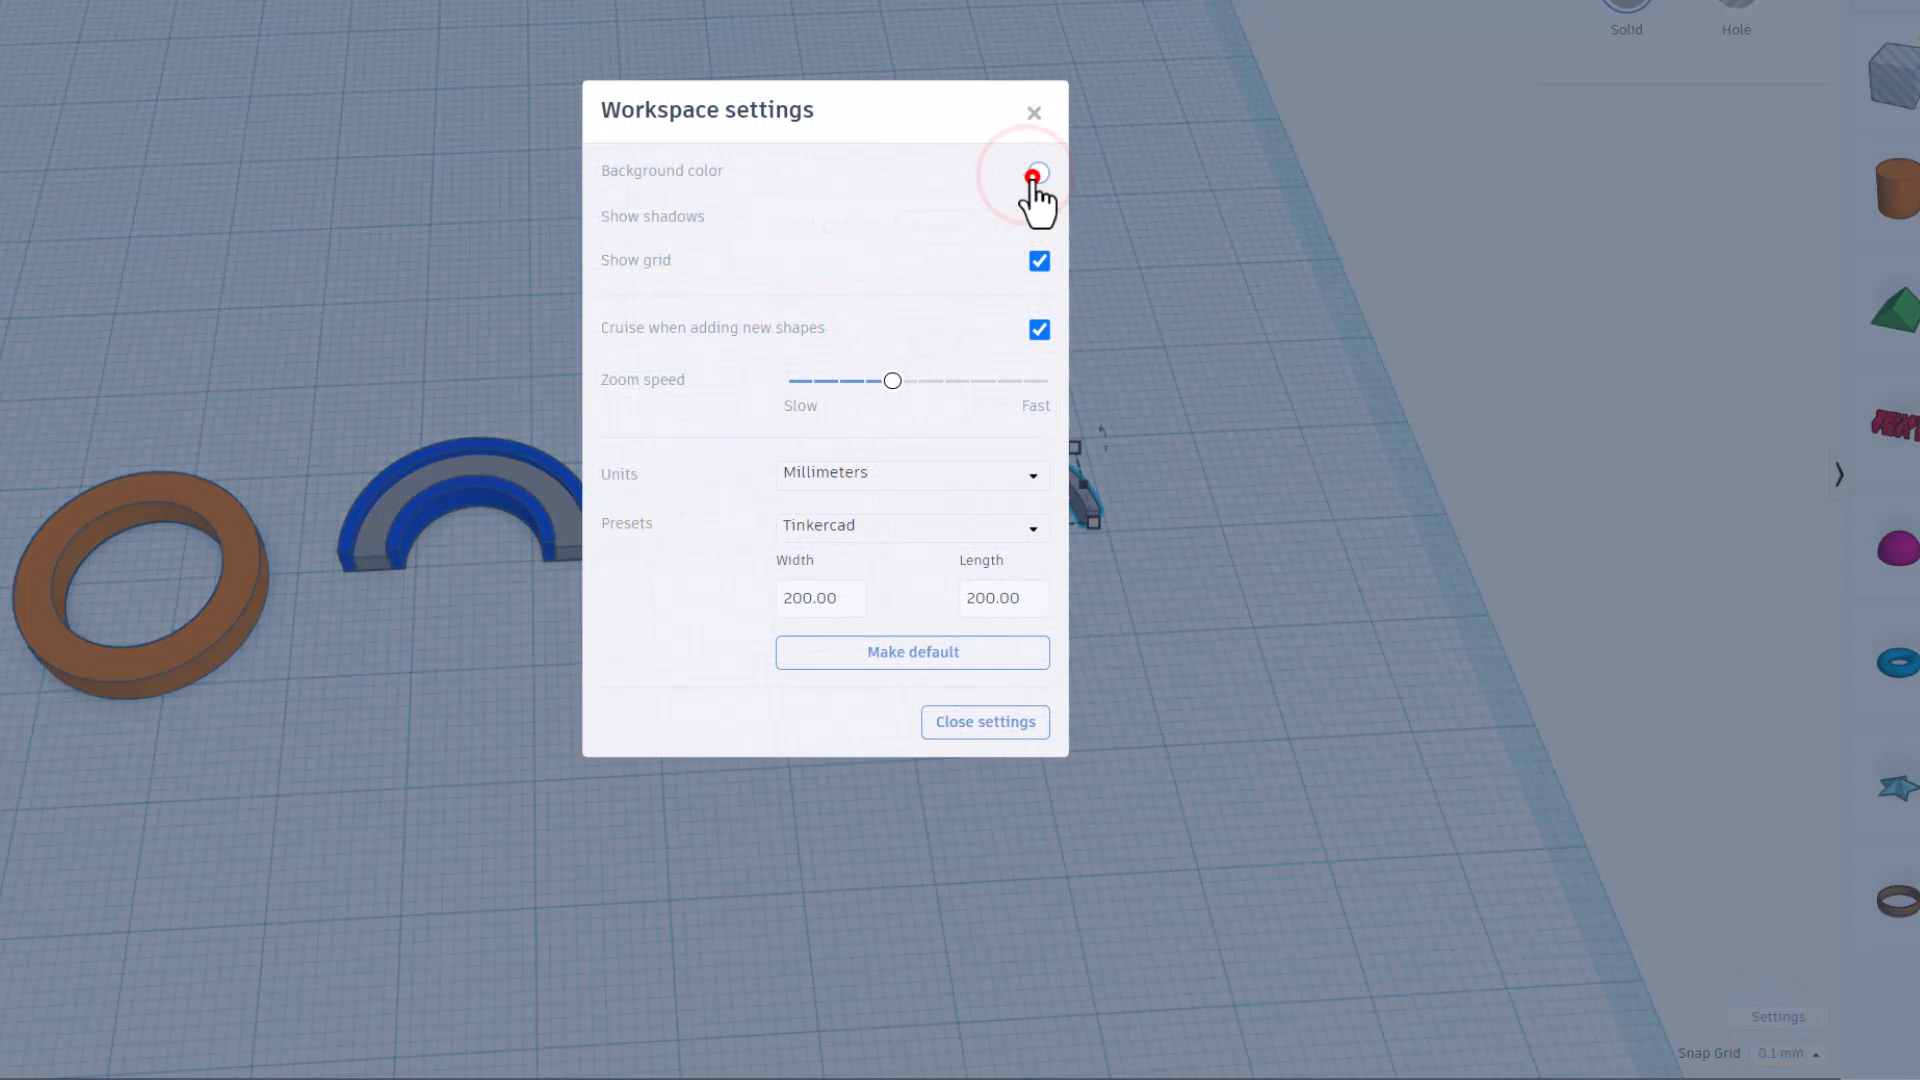 Solid
Hole
Workspace settings
Background color
Show shadows
Show grid
Cruise when adding new shapes
Zoom speed
Slow
Fast
Units
Millimeters
Presets
Tinkercad
Width
Length
200.00
200.00
Make default
Close settings
TEXT
Settings
Snap Grid
0.1 mm